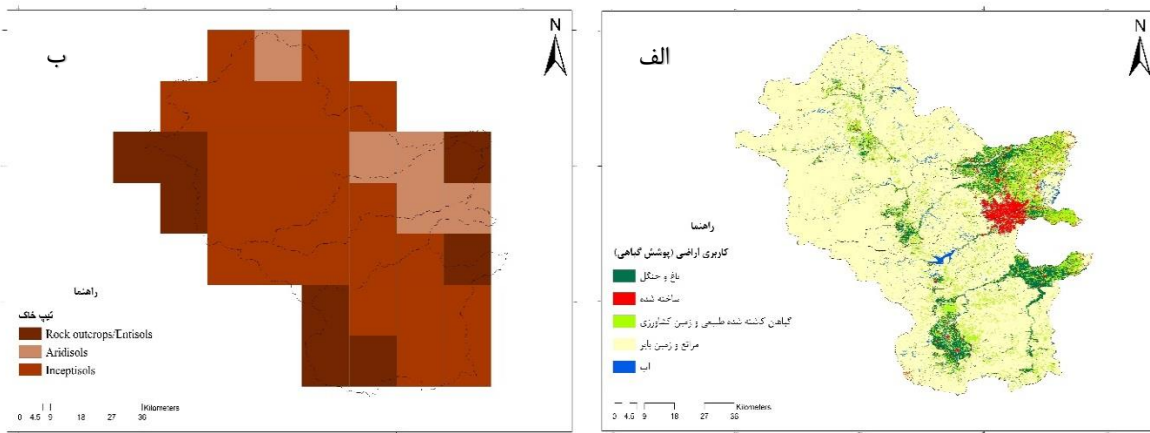 الف
N
راهنما
کاربری اراضی (پوشش گیاهی)
باغ و جنگل
ساخته شده
گیاهان کشته شده طبیعی و زمین کشاورزی
مراتع و زمین بایر
آب
Kilometers
0 4.5 9 18 27 36
ب
N
راهنما
تیپ خاک
Rock outcrops/Entisols
Aridisols
Inceptisols
Kilometers
0 4.5 9 18 27 36